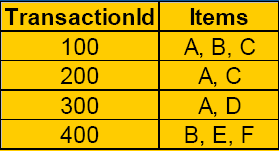 TransactionId Items
100 A, B, C
200 A, C
300 A, D
400 B, E, F